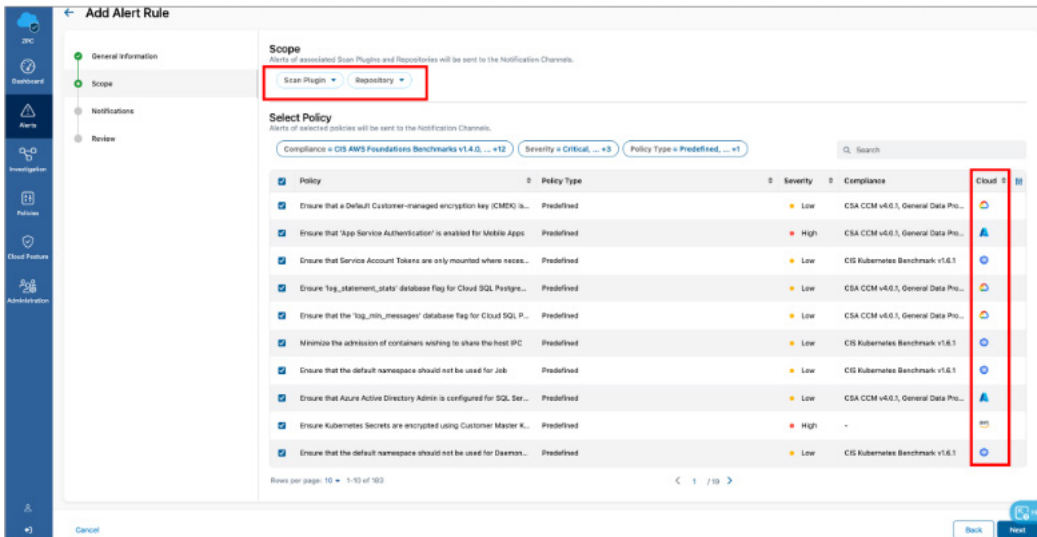 ← Add Alert Rule
ZPC
Dashboard
Alerts
Investigation
Policies
Cloud Posture
Administration
General Information
Scope
Notifications
Review
Scope
Alerts of associated Scan Plugins and Repositories will be sent to the Notification Channels.
Scan Plugin Repository
Select Policy
Alerts of selected policies will be sent to the Notification Channels.
Compliance = CIS AWS Foundations Benchmarks v1.4.0, ... +12 Severity = Critical, ... +3 Policy Type = Predefined, ... +1 Search
Policy Policy Type Severity Compliance Cloud
Ensure that a Default Customer-managed encryption key (CMEK) is... Predefined Low CSA CCM v4.0.1, General Data Pro...
Ensure that 'App Service Authentication' is enabled for Mobile Apps Predefined High CSA CCM v4.0.1, General Data Pro...
Ensure that Service Account Tokens are only mounted where neces... Predefined Low CIS Kubernetes Benchmark v1.6.1
Ensure 'log_statement_stats' database flag for Cloud SQL Postgre... Predefined Low CSA CCM v4.0.1, General Data Pro...
Ensure that the 'log_min_messages' database flag for Cloud SQL P... Predefined Low CSA CCM v4.0.1, General Data Pro...
Minimize the admission of containers wishing to share the host IPC Predefined Low CIS Kubernetes Benchmark v1.6.1
Ensure that the default namespace should not be used for Job Predefined Low CIS Kubernetes Benchmark v1.6.1
Ensure that Azure Active Directory Admin is configured for SQL Ser... Predefined Low CSA CCM v4.0.1, General Data Pro...
Ensure Kubernetes Secrets are encrypted using Customer Master K... Predefined High - aws
Ensure that the default namespace should not be used for Daemon... Predefined Low CIS Kubernetes Benchmark v1.6.1
Rows per page: 10 1-10 of 183 < 1 / 19 >
Cancel Back Next